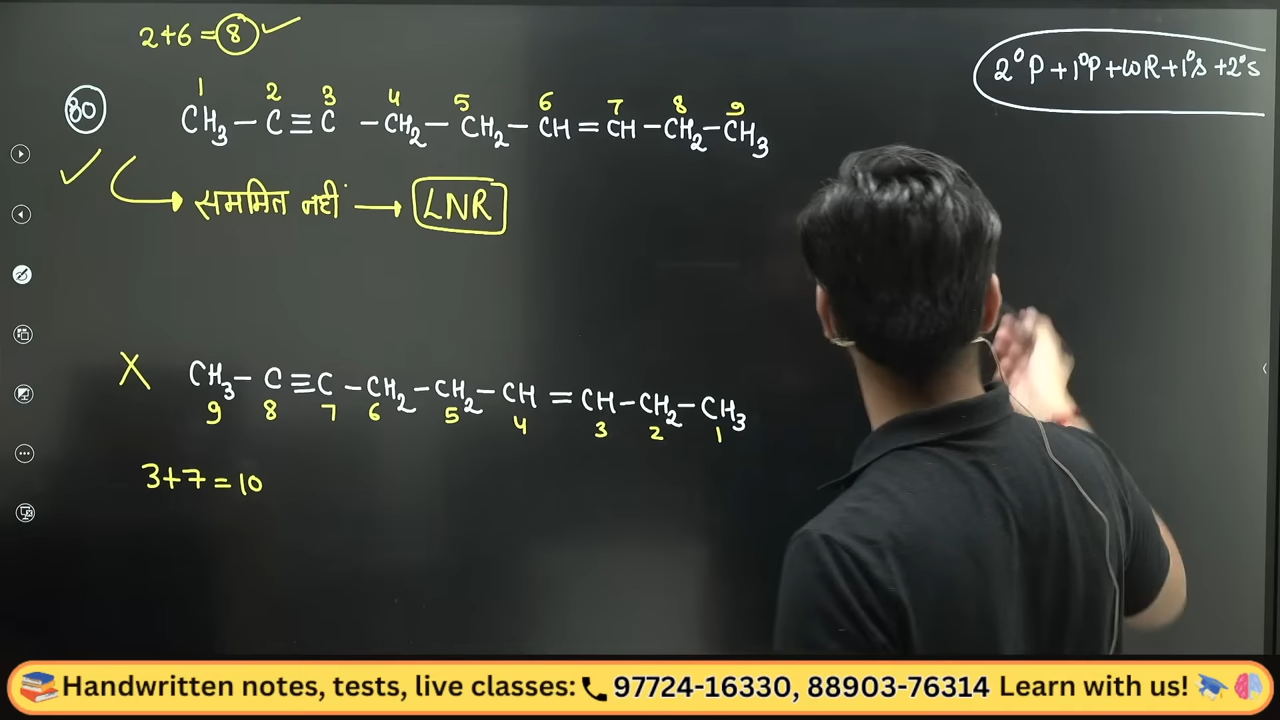 2+6=8
2°P+1°P+WR+1°S+2°S
80
1 2 3 4 5 6 7 8 9
CH₃-C≡C-CH₂-CH₂-CH=CH-CH₂-CH₃
सममित नही → LNR
X CH₃-C≡C-CH₂-CH₂-CH=CH-CH₂-CH₃
9 8 7 6 5 4 3 2 1
3+7=10
Handwritten notes, tests, live classes: 97724-16330, 88903-76314 Learn with us!